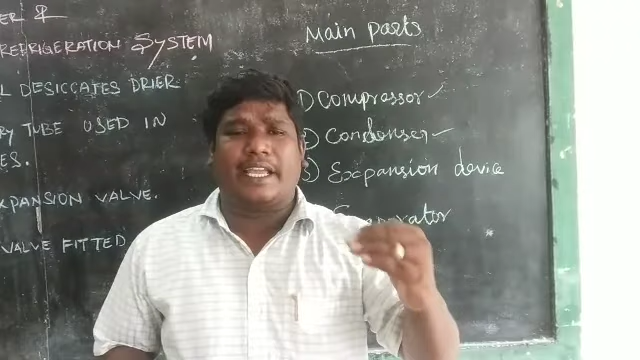 ER &
REFRIGERATION SYSTEM
L DESICCATES DRIER
RY TUBE USED IN
ES.
XPANSION VALVE.
VALVE FITTED
Main parts
1) Compressor ✓
2) Condenser ✓
3) Expansion device
Evaporator